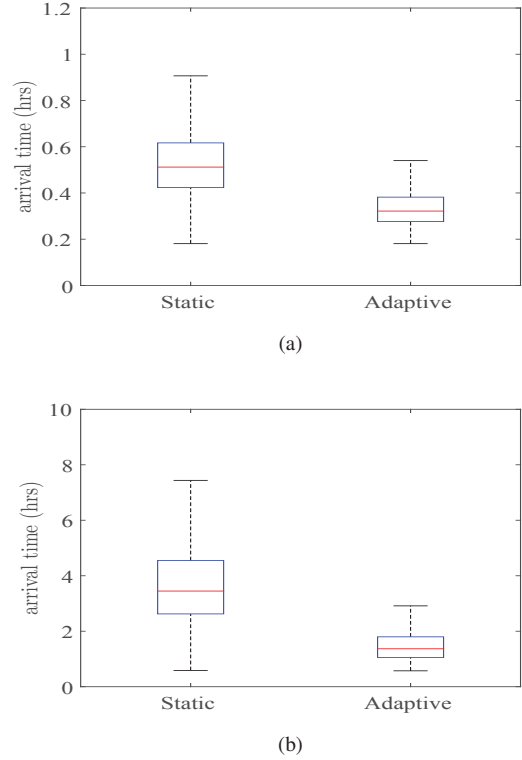 1.2
1
0.8
0.6
0.4
0.2
0
arrival time (hrs)
Static
Adaptive
(a)
10
8
6
4
2
0
arrival time (hrs)
Static
Adaptive
(b)